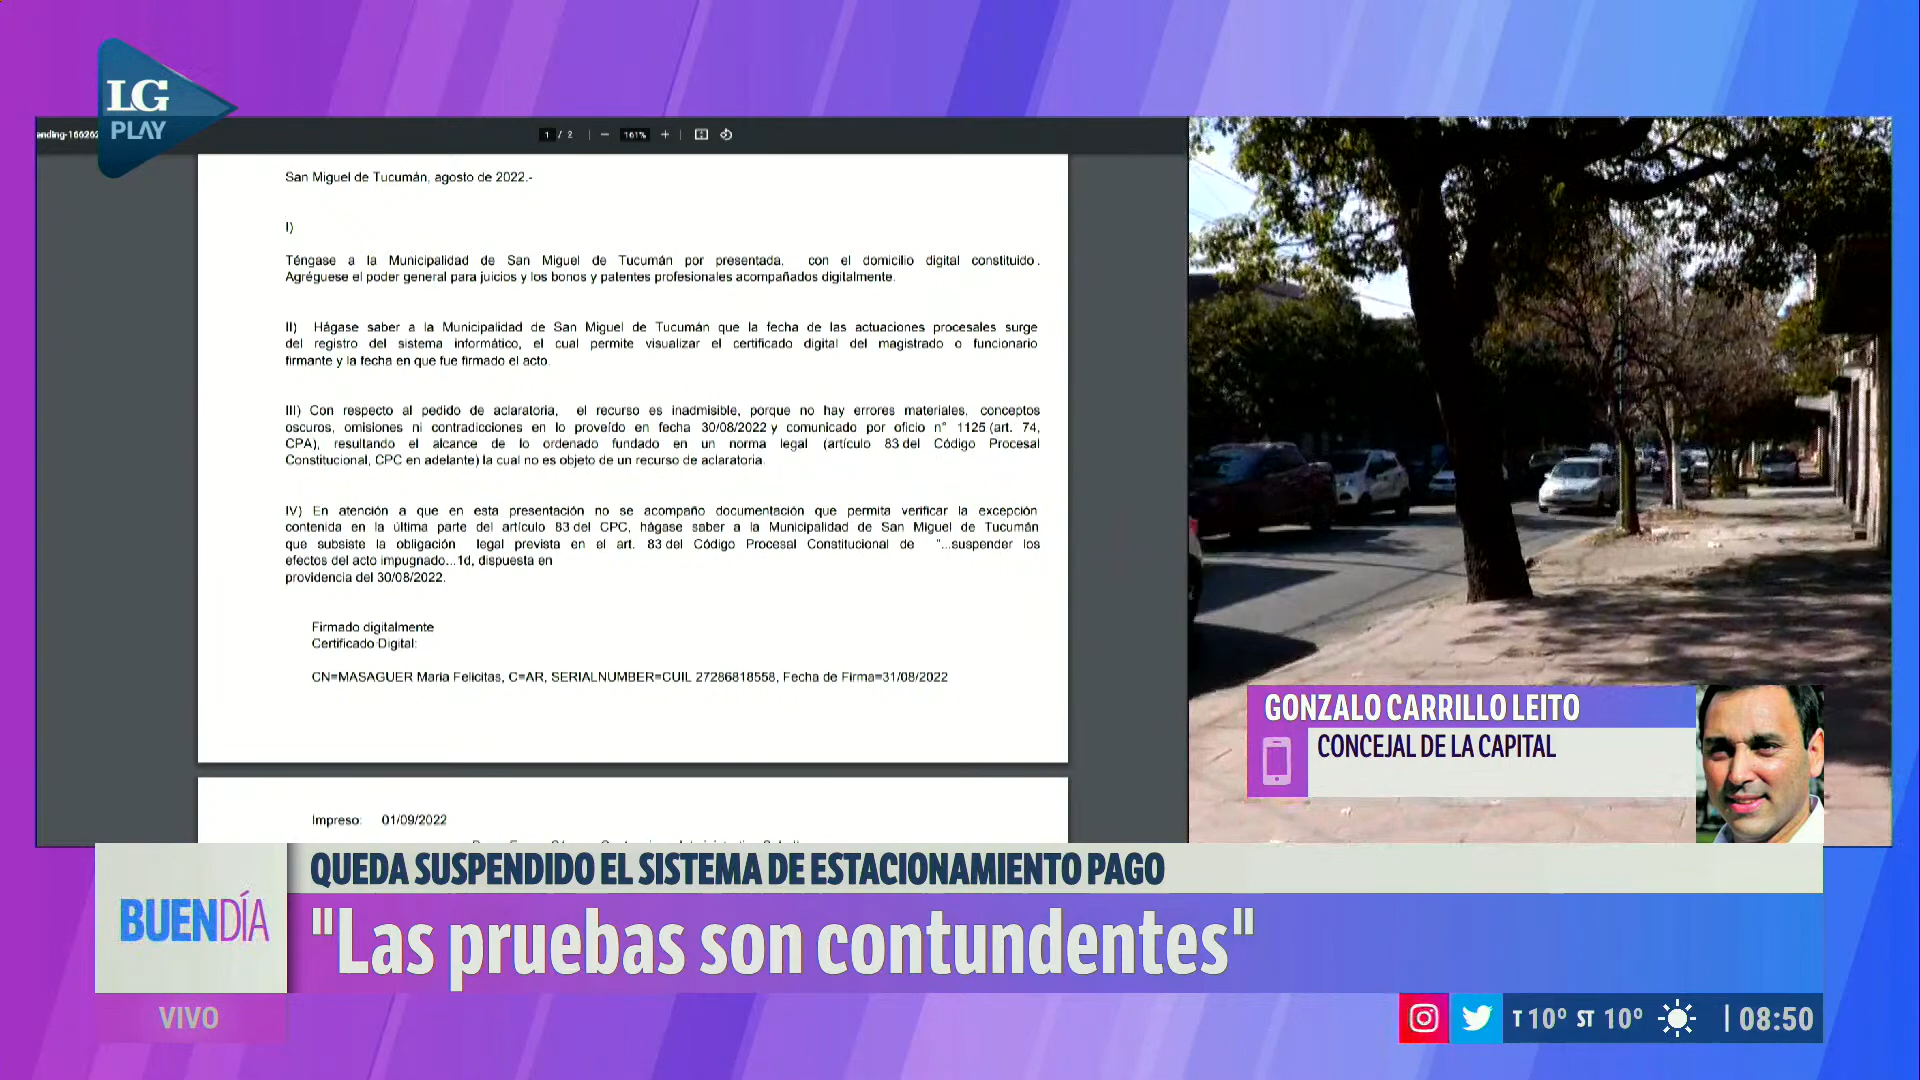 LG
PLAY
ending-166262
1 / 2
161%
San Miguel de Tucumán, agosto de 2022.-
I)
Téngase a la Municipalidad de San Miguel de Tucumán por presentada, con el domicilio digital constituido.
Agréguese el poder general para juicios y los bonos y patentes profesionales acompañados digitalmente.
II) Hágase saber a la Municipalidad de San Miguel de Tucumán que la fecha de las actuaciones procesales surge
del registro del sistema informático, el cual permite visualizar el certificado digital del magistrado o funcionario
firmante y la fecha en que fue firmado el acto.
III) Con respecto al pedido de aclaratoria, el recurso es inadmisible, porque no hay errores materiales, conceptos
oscuros, omisiones ni contradicciones en lo proveído en fecha 30/08/2022 y comunicado por oficio n° 1125 (art. 74,
CPA), resultando el alcance de lo ordenado fundado en un norma legal (artículo 83 del Código Procesal
Constitucional, CPC en adelante) la cual no es objeto de un recurso de aclaratoria.
IV) En atención a que en esta presentación no se acompaño documentación que permita verificar la excepción
contenida en la última parte del artículo 83 del CPC, hágase saber a la Municipalidad de San Miguel de Tucumán
que subsiste la obligación legal prevista en el art. 83 del Código Procesal Constitucional de "...suspender los
efectos del acto impugnado...1d, dispuesta en
providencia del 30/08/2022.
Firmado digitalmente
Certificado Digital:
CN=MASAGUER Maria Felicitas, C=AR, SERIALNUMBER=CUIL 27286818558, Fecha de Firma=31/08/2022
Impreso: 01/09/2022
GONZALO CARRILLO LEITO
CONCEJAL DE LA CAPITAL
QUEDA SUSPENDIDO EL SISTEMA DE ESTACIONAMIENTO PAGO
BUENDÍA
"Las pruebas son contundentes"
VIVO
T 10º ST 10º | 08:50